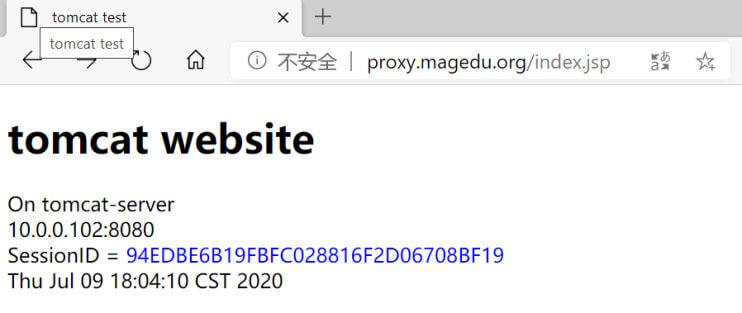 tomcat test
tomcat test
不安全 proxy.magedu.org/index.jsp
tomcat website
On tomcat-server
10.0.0.102:8080
SessionID = 94EDBE6B19FBFC028816F2D06708BF19
Thu Jul 09 18:04:10 CST 2020